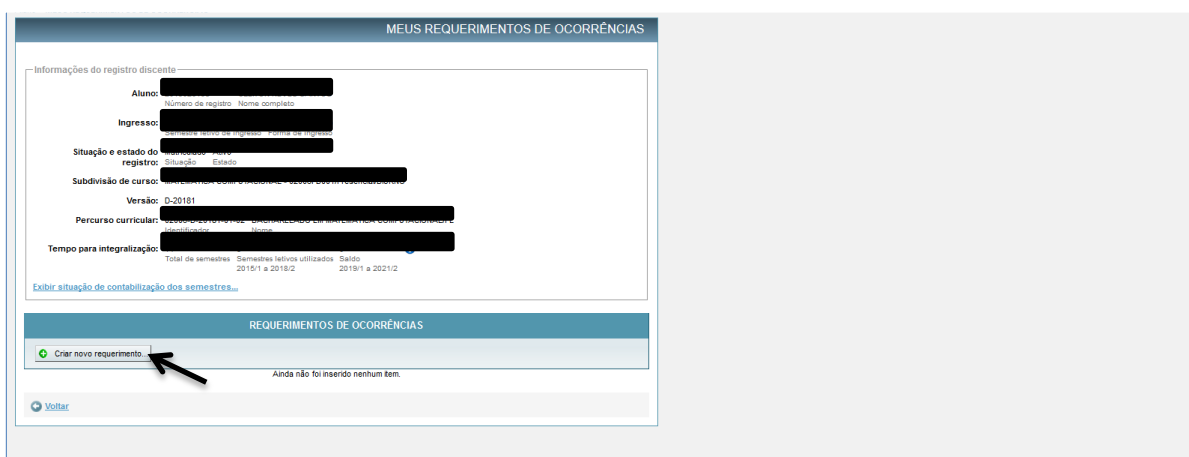 MEUS REQUERIMENTOS DE OCORRÊNCIAS
Informações do registro discente
Aluno:
Número de registro Nome completo
Ingresso:
Semestre letivo de ingresso Forma de ingresso
Situação e estado do registro:
Situação Estado
Subdivisão de curso:
Versão: D-20181
Percurso curricular:
Identificador Nome
Tempo para integralização:
Total de semestres Semestres letivos utilizados Saldo
2015/1 a 2018/2 2019/1 a 2021/2
Exibir situação de contabilização dos semestres...
REQUERIMENTOS DE OCORRÊNCIAS
Criar novo requerimento...
Ainda não foi inserido nenhum item.
Voltar